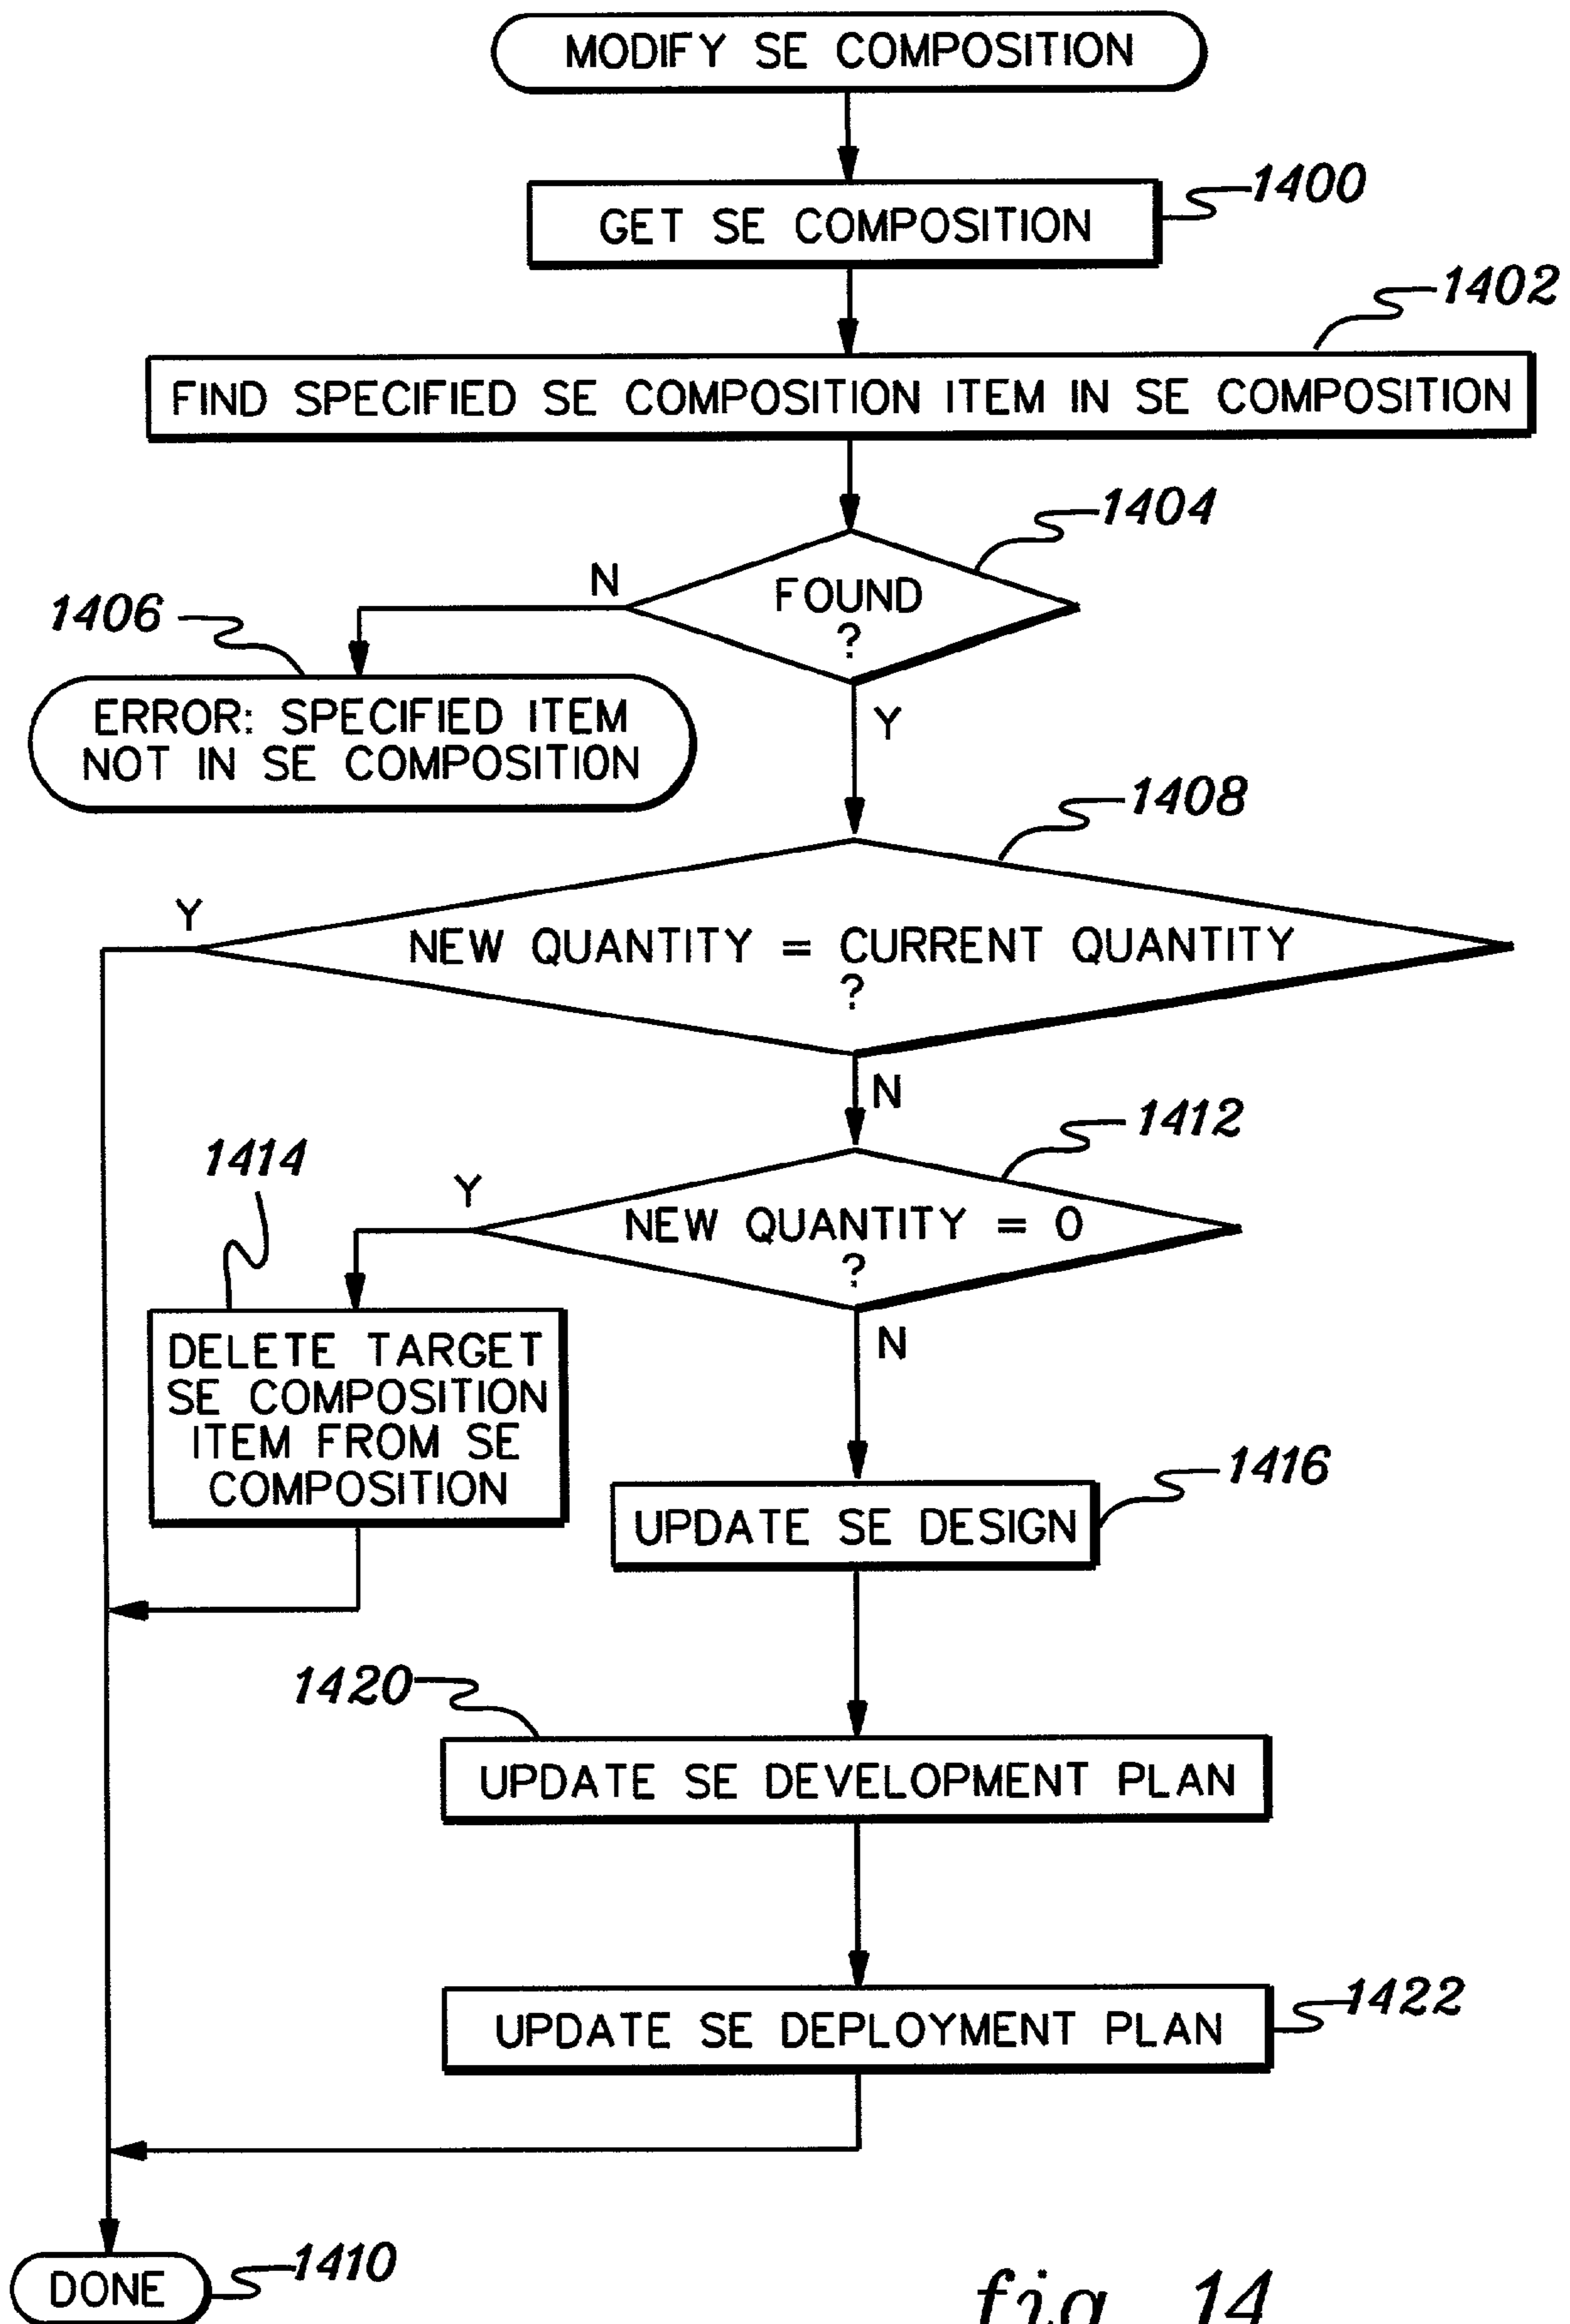 MODIFY SE COMPOSITION
GET SE COMPOSITION
1400
1402
FIND SPECIFIED SE COMPOSITION ITEM IN SE COMPOSITION
1404
N
FOUND
?
1406
ERROR: SPECIFIED ITEM
NOT IN SE COMPOSITION
Y
1408
Y
NEW QUANTITY = CURRENT QUANTITY
?
N
1412
1414
Y
NEW QUANTITY = 0
?
N
DELETE TARGET
SE COMPOSITION
ITEM FROM SE
COMPOSITION
1416
UPDATE SE DESIGN
1420
UPDATE SE DEVELOPMENT PLAN
1422
UPDATE SE DEPLOYMENT PLAN
DONE
1410
fig. 14